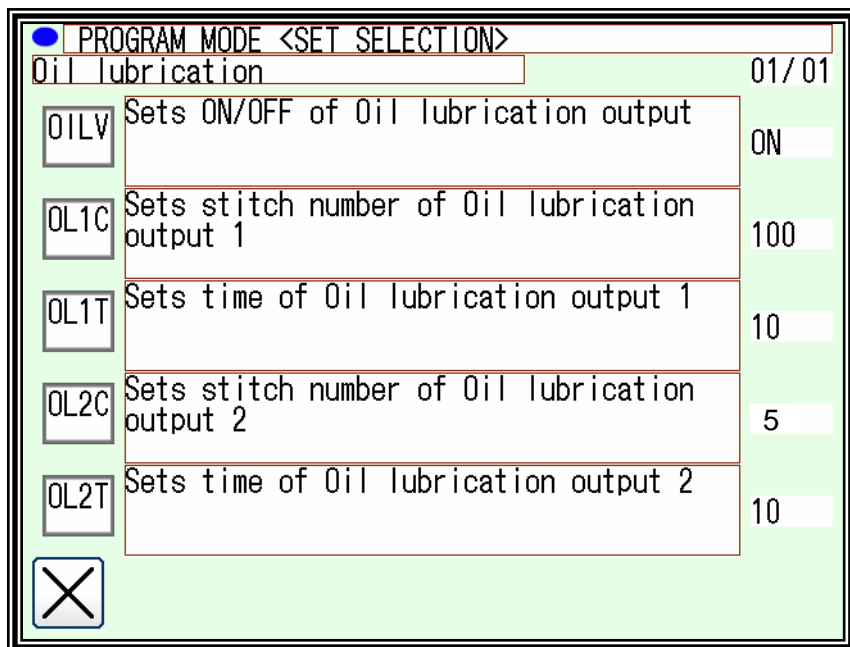 PROGRAM MODE <SET SELECTION>
Oil lubrication 01/01
OILV Sets ON/OFF of Oil lubrication output
ON
OL1C Sets stitch number of Oil lubrication
output 1
100
OL1T Sets time of Oil lubrication output 1
10
OL2C Sets stitch number of Oil lubrication
output 2
5
OL2T Sets time of Oil lubrication output 2
10